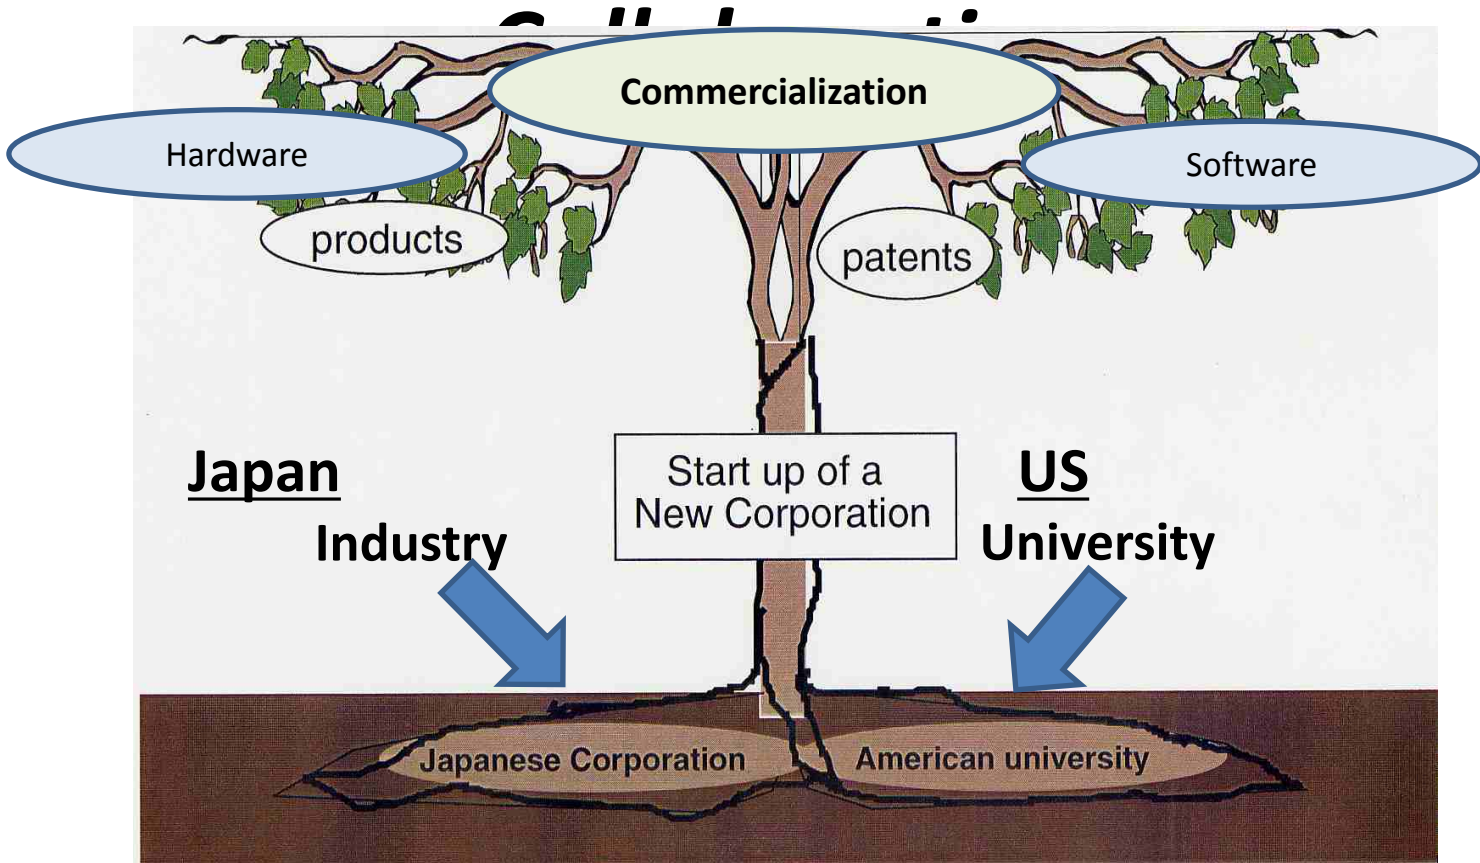 Commercialization
Hardware
Software
products
patents
Japan
US
Start up of a
New Corporation
Industry
University
Japanese Corporation
American university